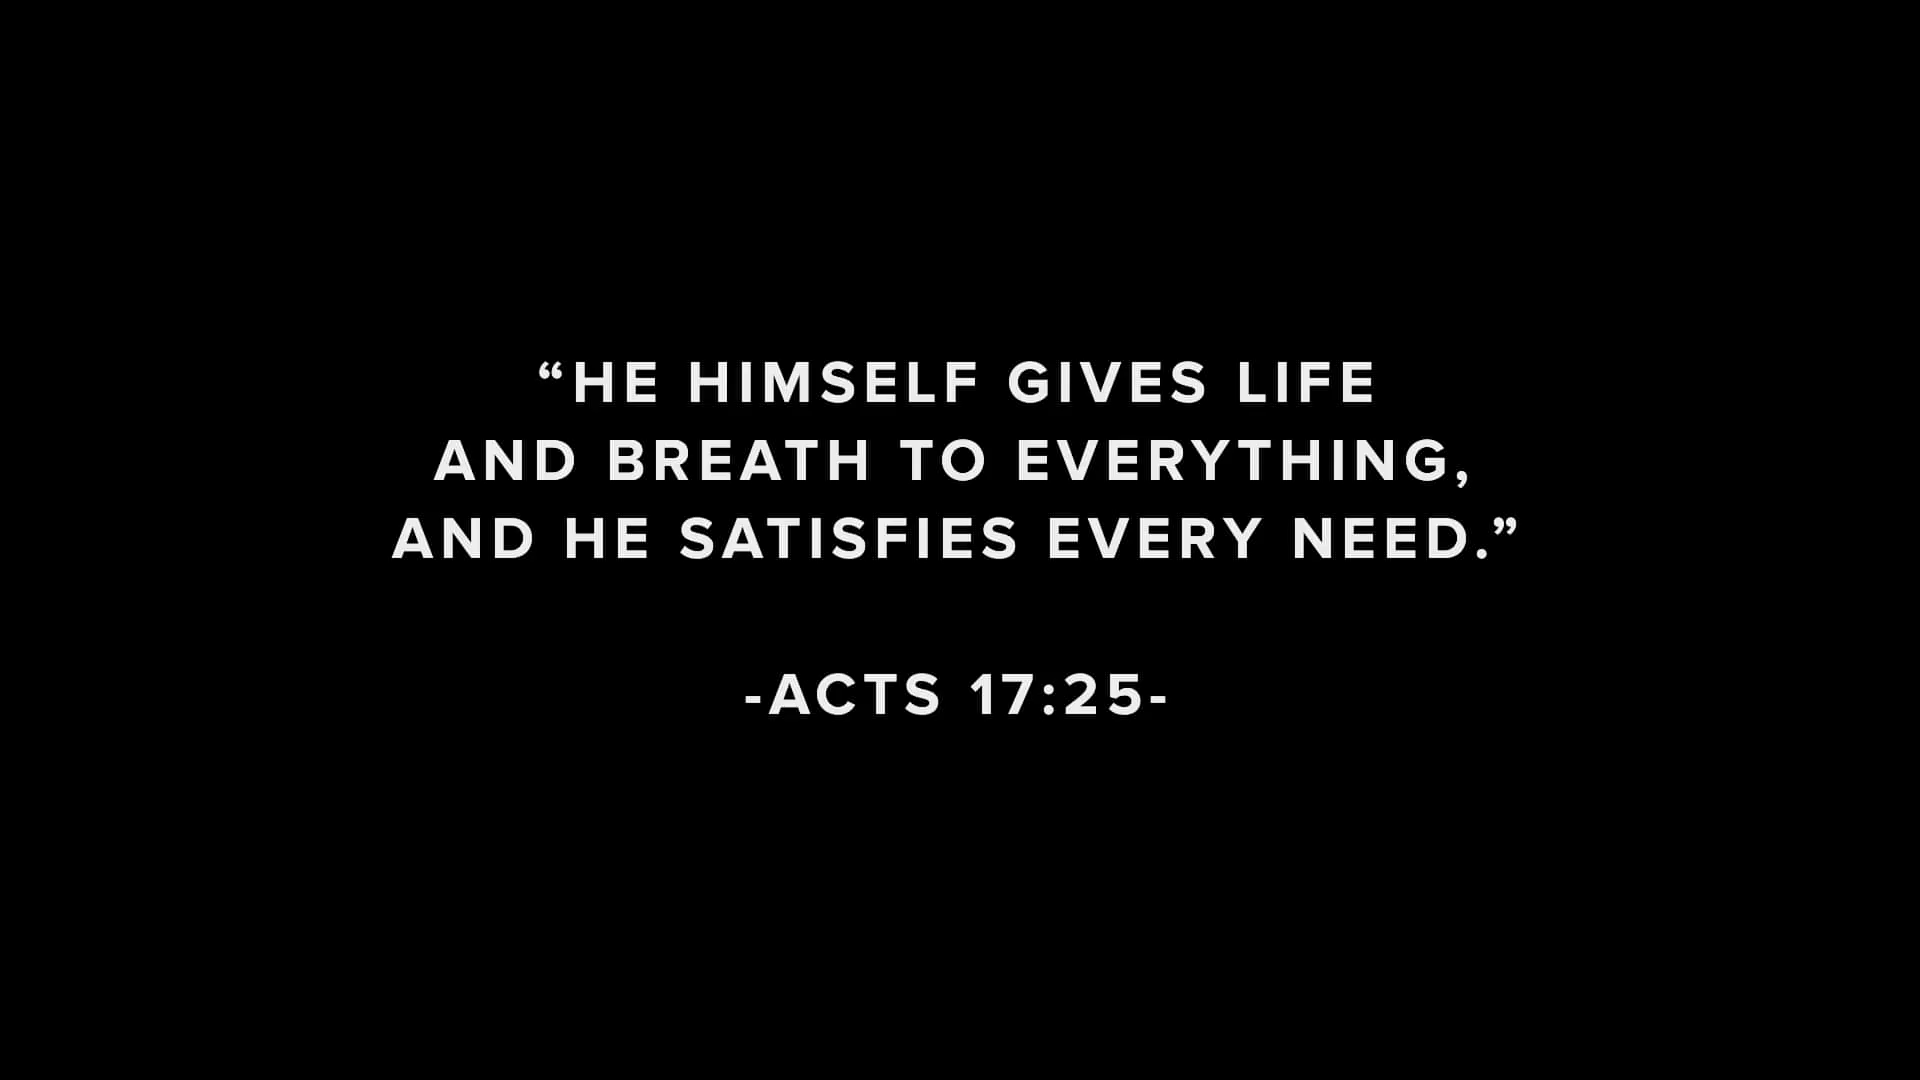 “HE HIMSELF GIVES LIFE
AND BREATH TO EVERYTHING,
AND HE SATISFIES EVERY NEED.”
-ACTS 17:25-